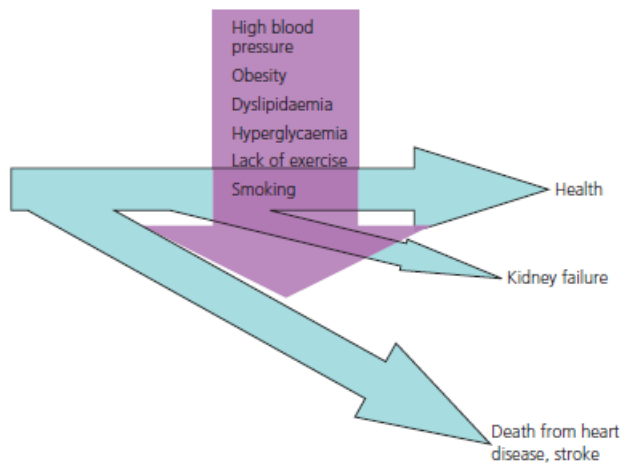 High blood
pressure
Obesity
Dyslipidaemia
Hyperglycaemia
Lack of exercise
Smoking
Health
Kidney failure
Death from heart
disease, stroke